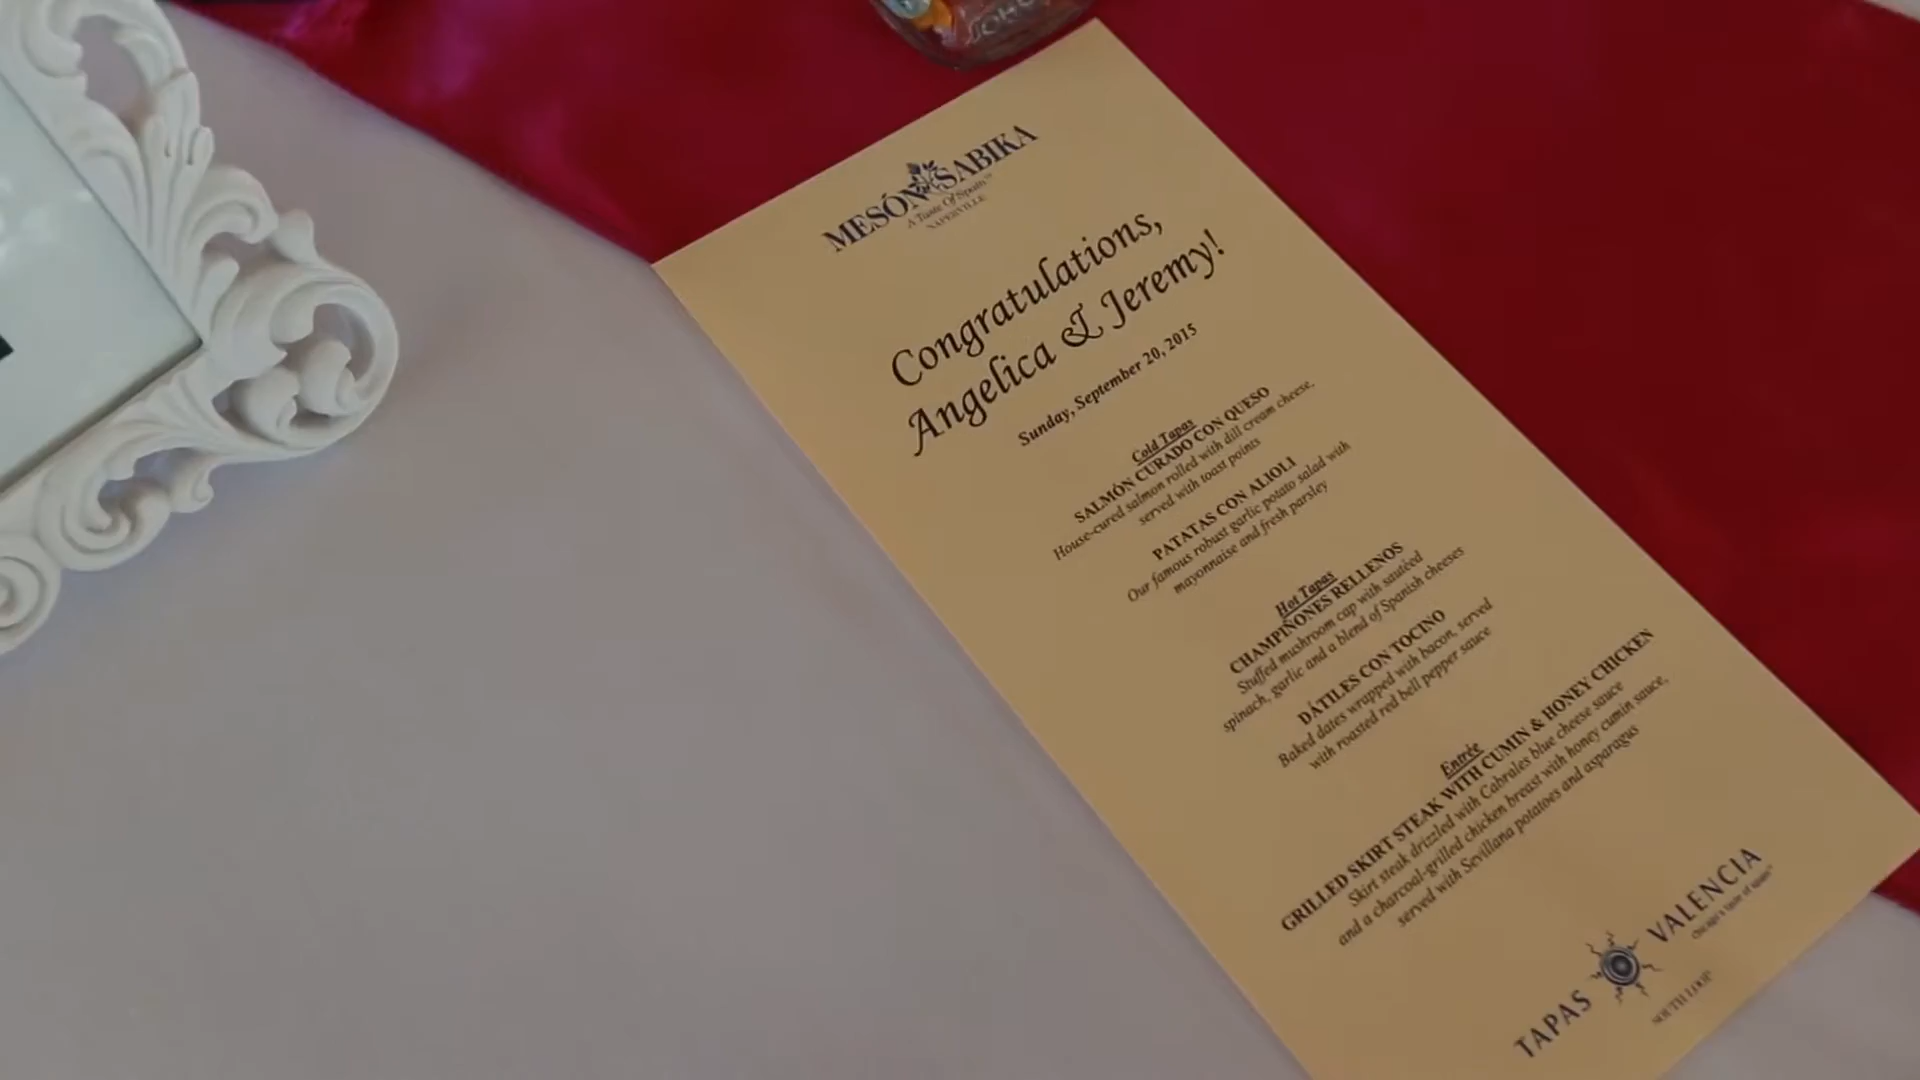 MESÓN SABIKA
A Taste Of Spain
NAPERVILLE
Congratulations,
Angelica & Jeremy!
Sunday, September 20, 2015
Cold Tapas
SALMÓN CURADO CON QUESO
House-cured salmon rolled with dill cream cheese,
served with toast points
PATATAS CON ALIOLI
Our famous robust garlic potato salad with
mayonnaise and fresh parsley
Hot Tapas
CHAMPIÑONES RELLENOS
Stuffed mushroom cap with sautéed
spinach, garlic and a blend of Spanish cheeses
DÁTILES CON TOCINO
Baked dates wrapped with bacon, served
with roasted red bell pepper sauce
Entrée
GRILLED SKIRT STEAK WITH CUMIN & HONEY CHICKEN
Skirt steak drizzled with Cabrales blue cheese sauce
and a charcoal-grilled chicken breast with honey cumin sauce,
served with Sevillana potatoes and asparagus
TAPAS VALENCIA
Chicago's taste of spain
SOUTH LOOP